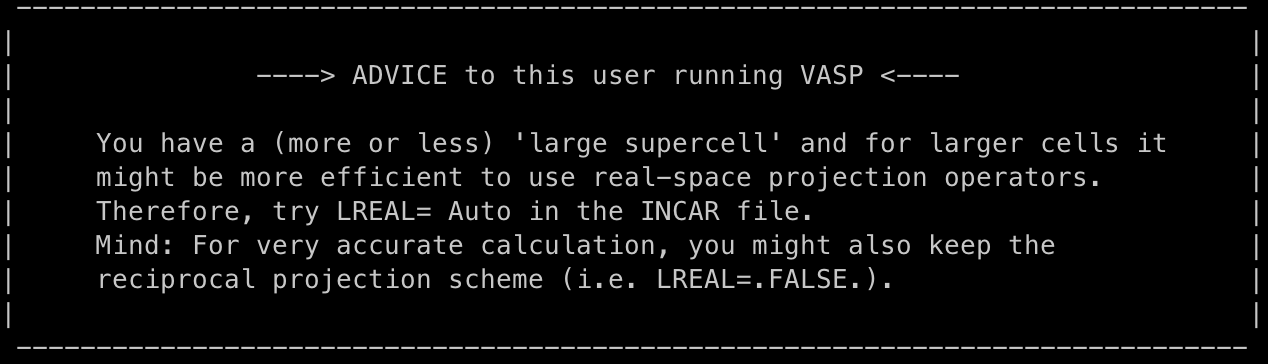 -----------------------------------------------------------------------------
|                                                                             |
|               ----> ADVICE to this user running VASP <----                  |
|                                                                             |
|     You have a (more or less) 'large supercell' and for larger cells it     |
|     might be more efficient to use real-space projection operators.         |
|     Therefore, try LREAL= Auto in the INCAR file.                           |
|     Mind: For very accurate calculation, you might also keep the            |
|     reciprocal projection scheme (i.e. LREAL=.FALSE.).                      |
|                                                                             |
-----------------------------------------------------------------------------